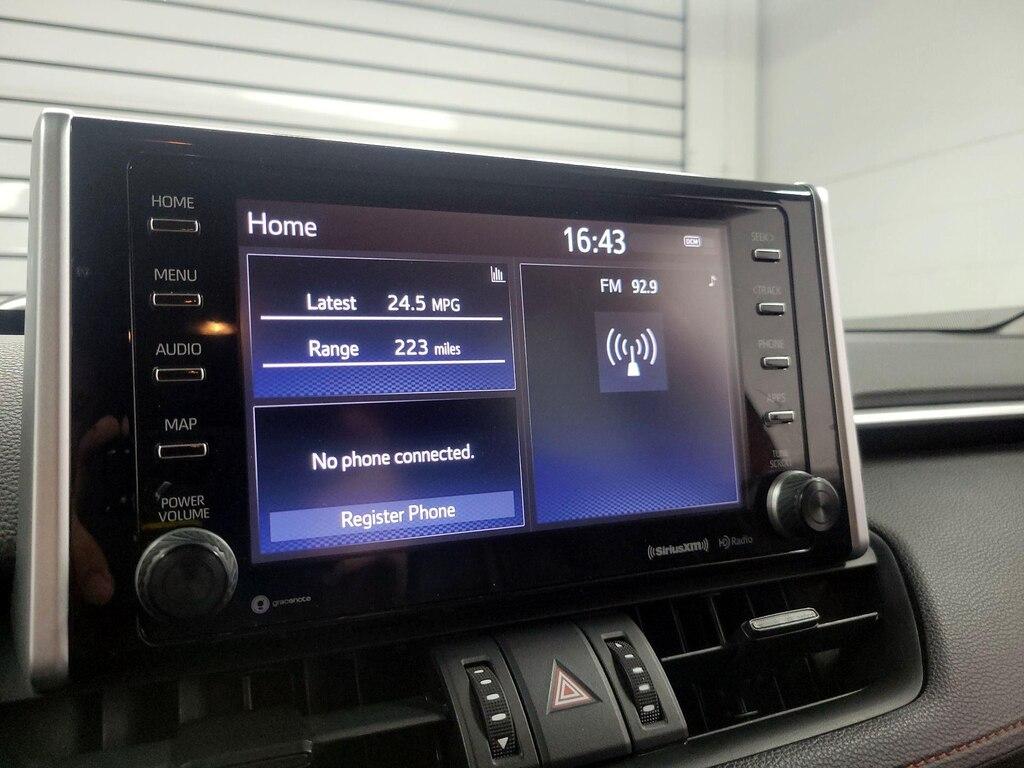 HOME
MENU
AUDIO
MAP
POWER
VOLUME
Home
16:43
DCM
Latest 24.5 MPG
Range 223 miles
No phone connected.
Register Phone
FM 92.9
SEEK>
<TRACK
PHONE
APPS
TUNE
SCROLL
gracenote
((SiriusXM))
HD Radio